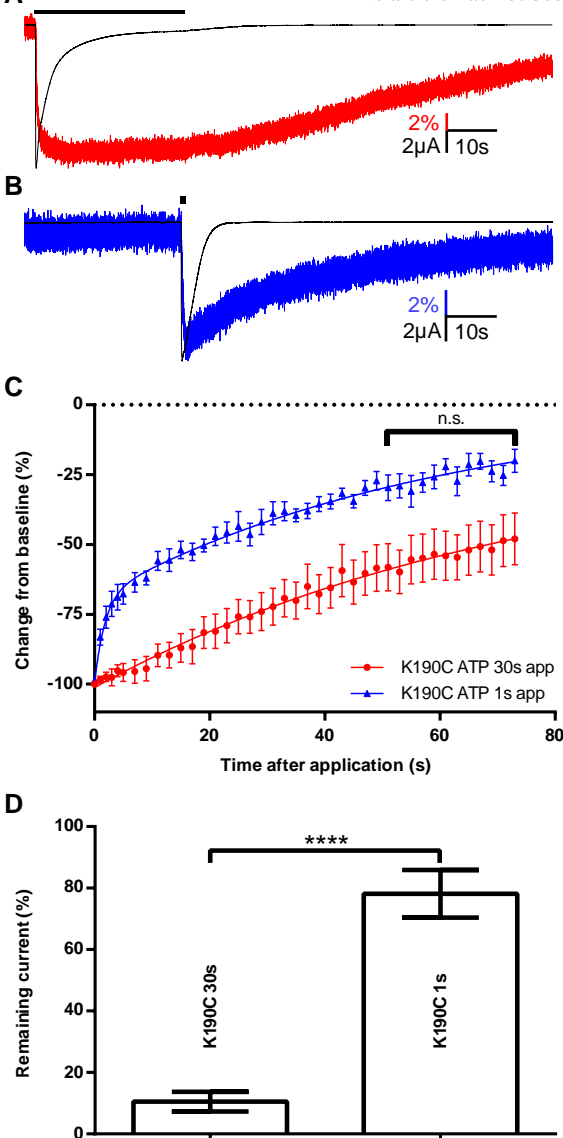 2%
2µA 10s
B
2%
2µA 10s
C
n.s.
0
-25
-50
-75
-100
Change from baseline (%)
K190C ATP 30s app
K190C ATP 1s app
0 20 40 60 80
Time after application (s)
D
****
100
80
60
40
20
0
Remaining current (%)
K190C 30s
K190C 1s